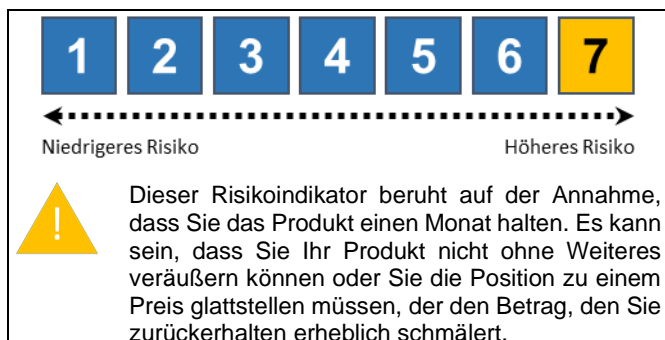 1 2 3 4 5 6 7
Niedrigeres Risiko Höheres Risiko
!
Dieser Risikoindikator beruht auf der Annahme,
dass Sie das Produkt einen Monat halten. Es kann
sein, dass Sie Ihr Produkt nicht ohne Weiteres
veräußern können oder Sie die Position zu einem
Preis glattstellen müssen, der den Betrag, den Sie
zurückerhalten erheblich schmälert.